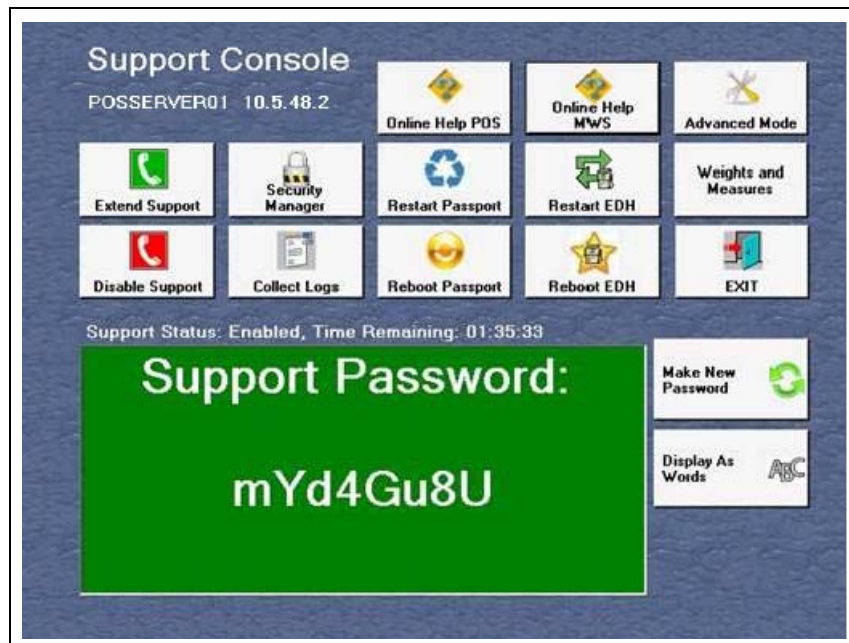 Support Console
POSSERVER01 10.5.48.2
Online Help POS
Online Help
MWS
Advanced Mode
Extend Support
Security
Manager
Restart Passport
Restart EDH
Weights and
Measures
Disable Support
Collect Logs
Reboot Passport
Reboot EDH
EXIT
Support Status: Enabled, Time Remaining: 01:35:33
Support Password:
mYd4Gu8U
Make New
Password
Display As
Words
ABC